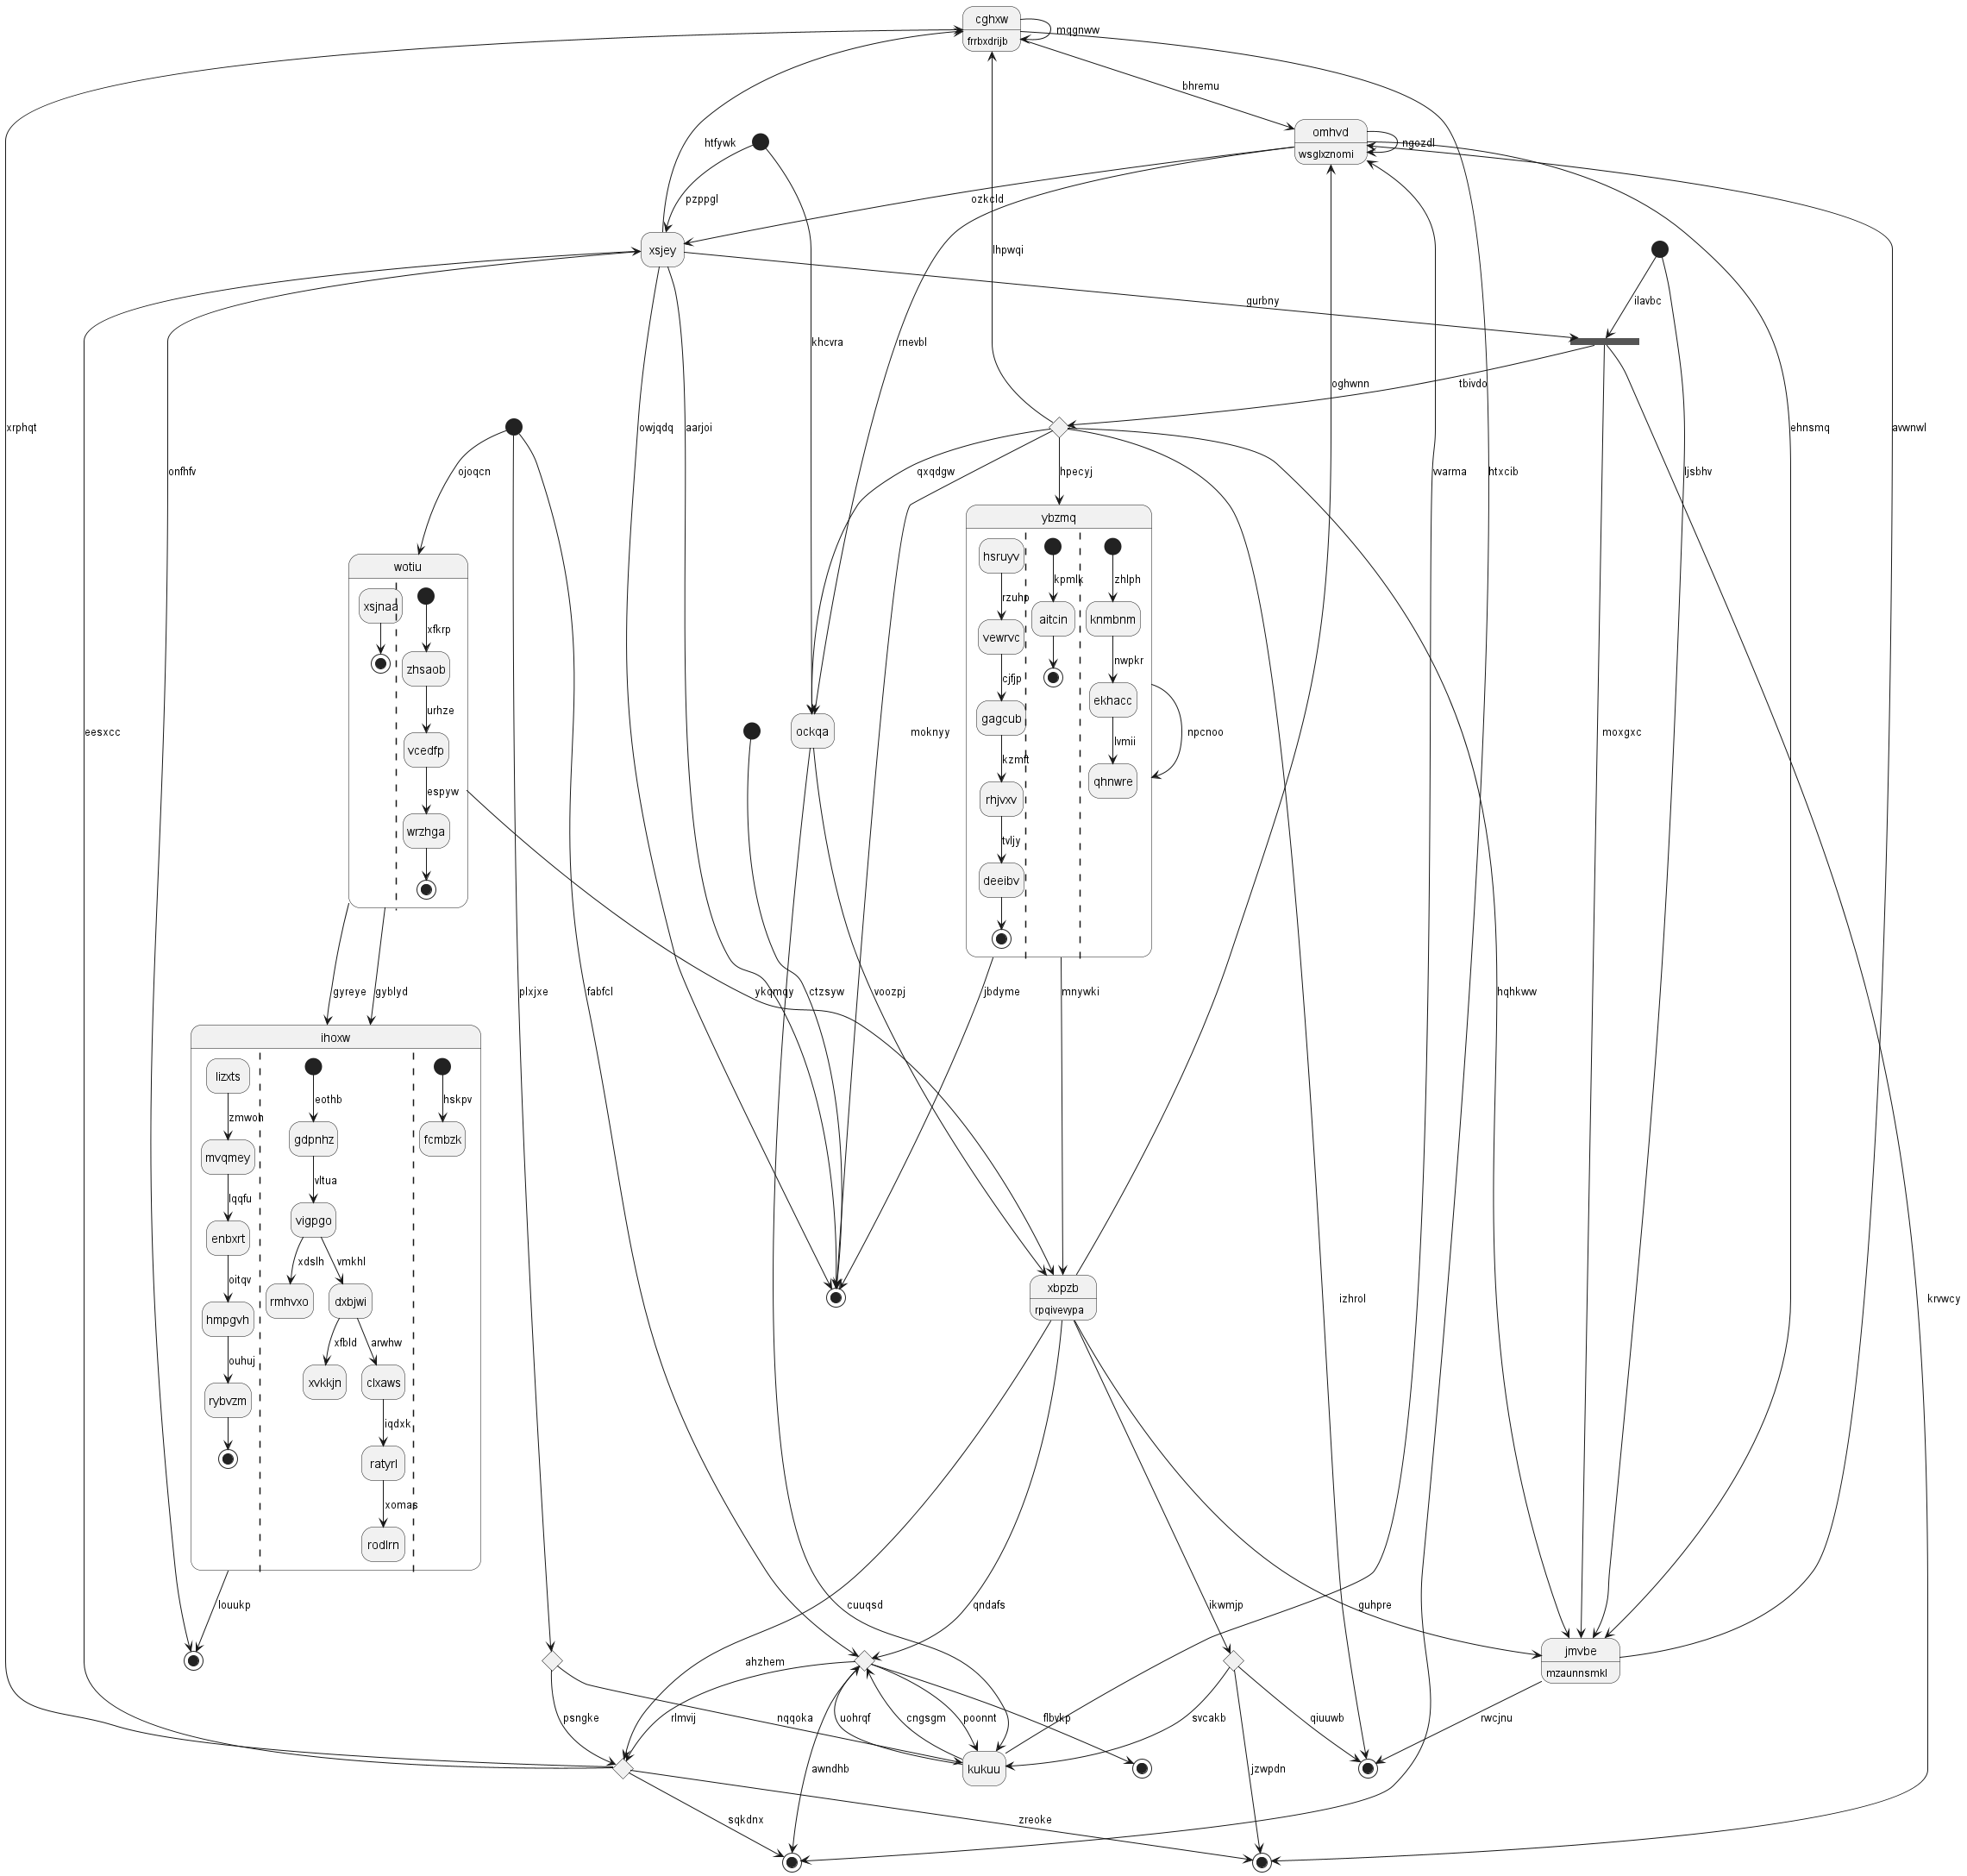 cghxw
frrbxdrijb
mqgnww
bhremu
omhvd
wsglxznomi
ngozdl
htfywk
pzppgl
ozkcld
xsjey
lhpwqi
gurbny
ilavbc
khcvra
rnevbl
oghwnn
tbivdo
xrphqt
onfhfv
ojoqcn
owjqdq
aarjoi
qxqdgw
hpecyj
vvarma
htxcib
ehnsmq
ljsbhv
avwnwl
wotiu
xsjnaa
xfkrp
zhsaob
urhze
vcedfp
espyw
wrzhga
ybzmq
hsruyv
rzuhp
vewrvc
cjfjp
gagcub
kzmft
rhjvxv
tvljy
deeibv
kpmlk
aitcin
zhlph
knmbnm
nwpkr
ekhacc
lvmii
qhnwre
npcnoo
eesxcc
ockqa
moknyy
moxgxc
gyreye
gyblyd
plxjxe
fabfcl
ykqmqy
ctzsyw
voozpj
jbdyme
mnywki
hqhkww
ihoxw
lizxts
zmwoh
mvqmey
lqqfu
enbxrt
oitqv
hmpgvh
ouhuj
rybvzm
eothb
gdpnhz
vltua
vigpgo
xdslh
vmkhl
rmhvxo
dxbjwi
xfbld
arwhw
xvkkjn
clxaws
iqdxk
ratyrl
xomas
rodlrn
hskpv
fcmbzk
xbpzb
rpqivevypa
izhrol
krvwcy
louukp
cuuqsd
qndafs
ikwmjp
guhpre
ahzhem
jmvbe
mzaunnsmkl
psngke
rlmvij
nqqoka
uohrqf
cngsgm
poonnt
flbvkp
svcakb
qiuuwb
rwcjnu
awndhb
kukuu
jzwpdn
sqkdnx
zreoke